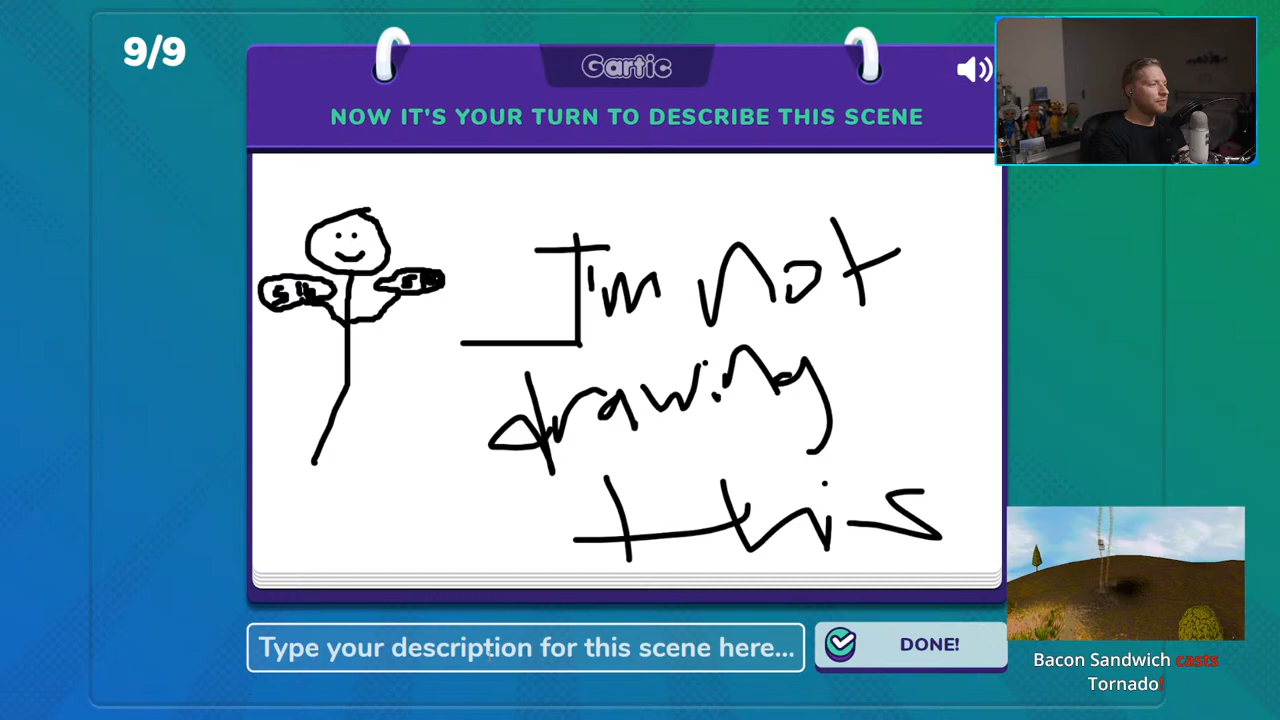 9/9
Gartic
NOW IT'S YOUR TURN TO DESCRIBE THIS SCENE
I'm not
drawing
this
Type your description for this scene here...
DONE!
Bacon Sandwich casts
Tornado!